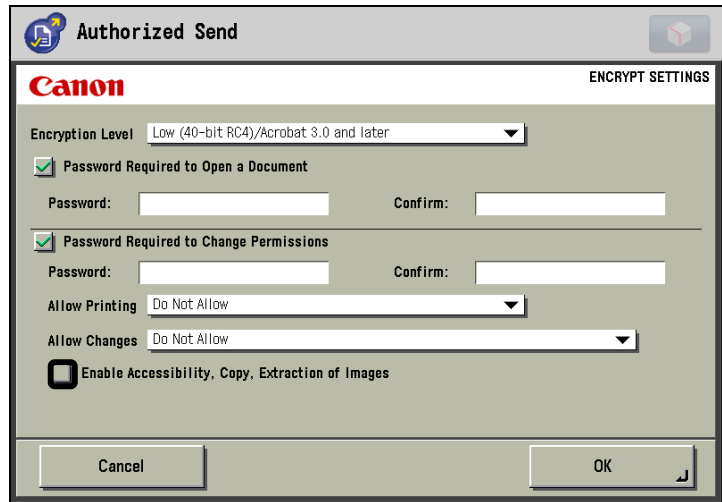 Authorized Send
Canon
ENCRYPT SETTINGS
Encryption Level Low (40-bit RC4)/Acrobat 3.0 and later
Password Required to Open a Document
Password: Confirm:
Password Required to Change Permissions
Password: Confirm:
Allow Printing Do Not Allow
Allow Changes Do Not Allow
Enable Accessibility, Copy, Extraction of Images
Cancel OK